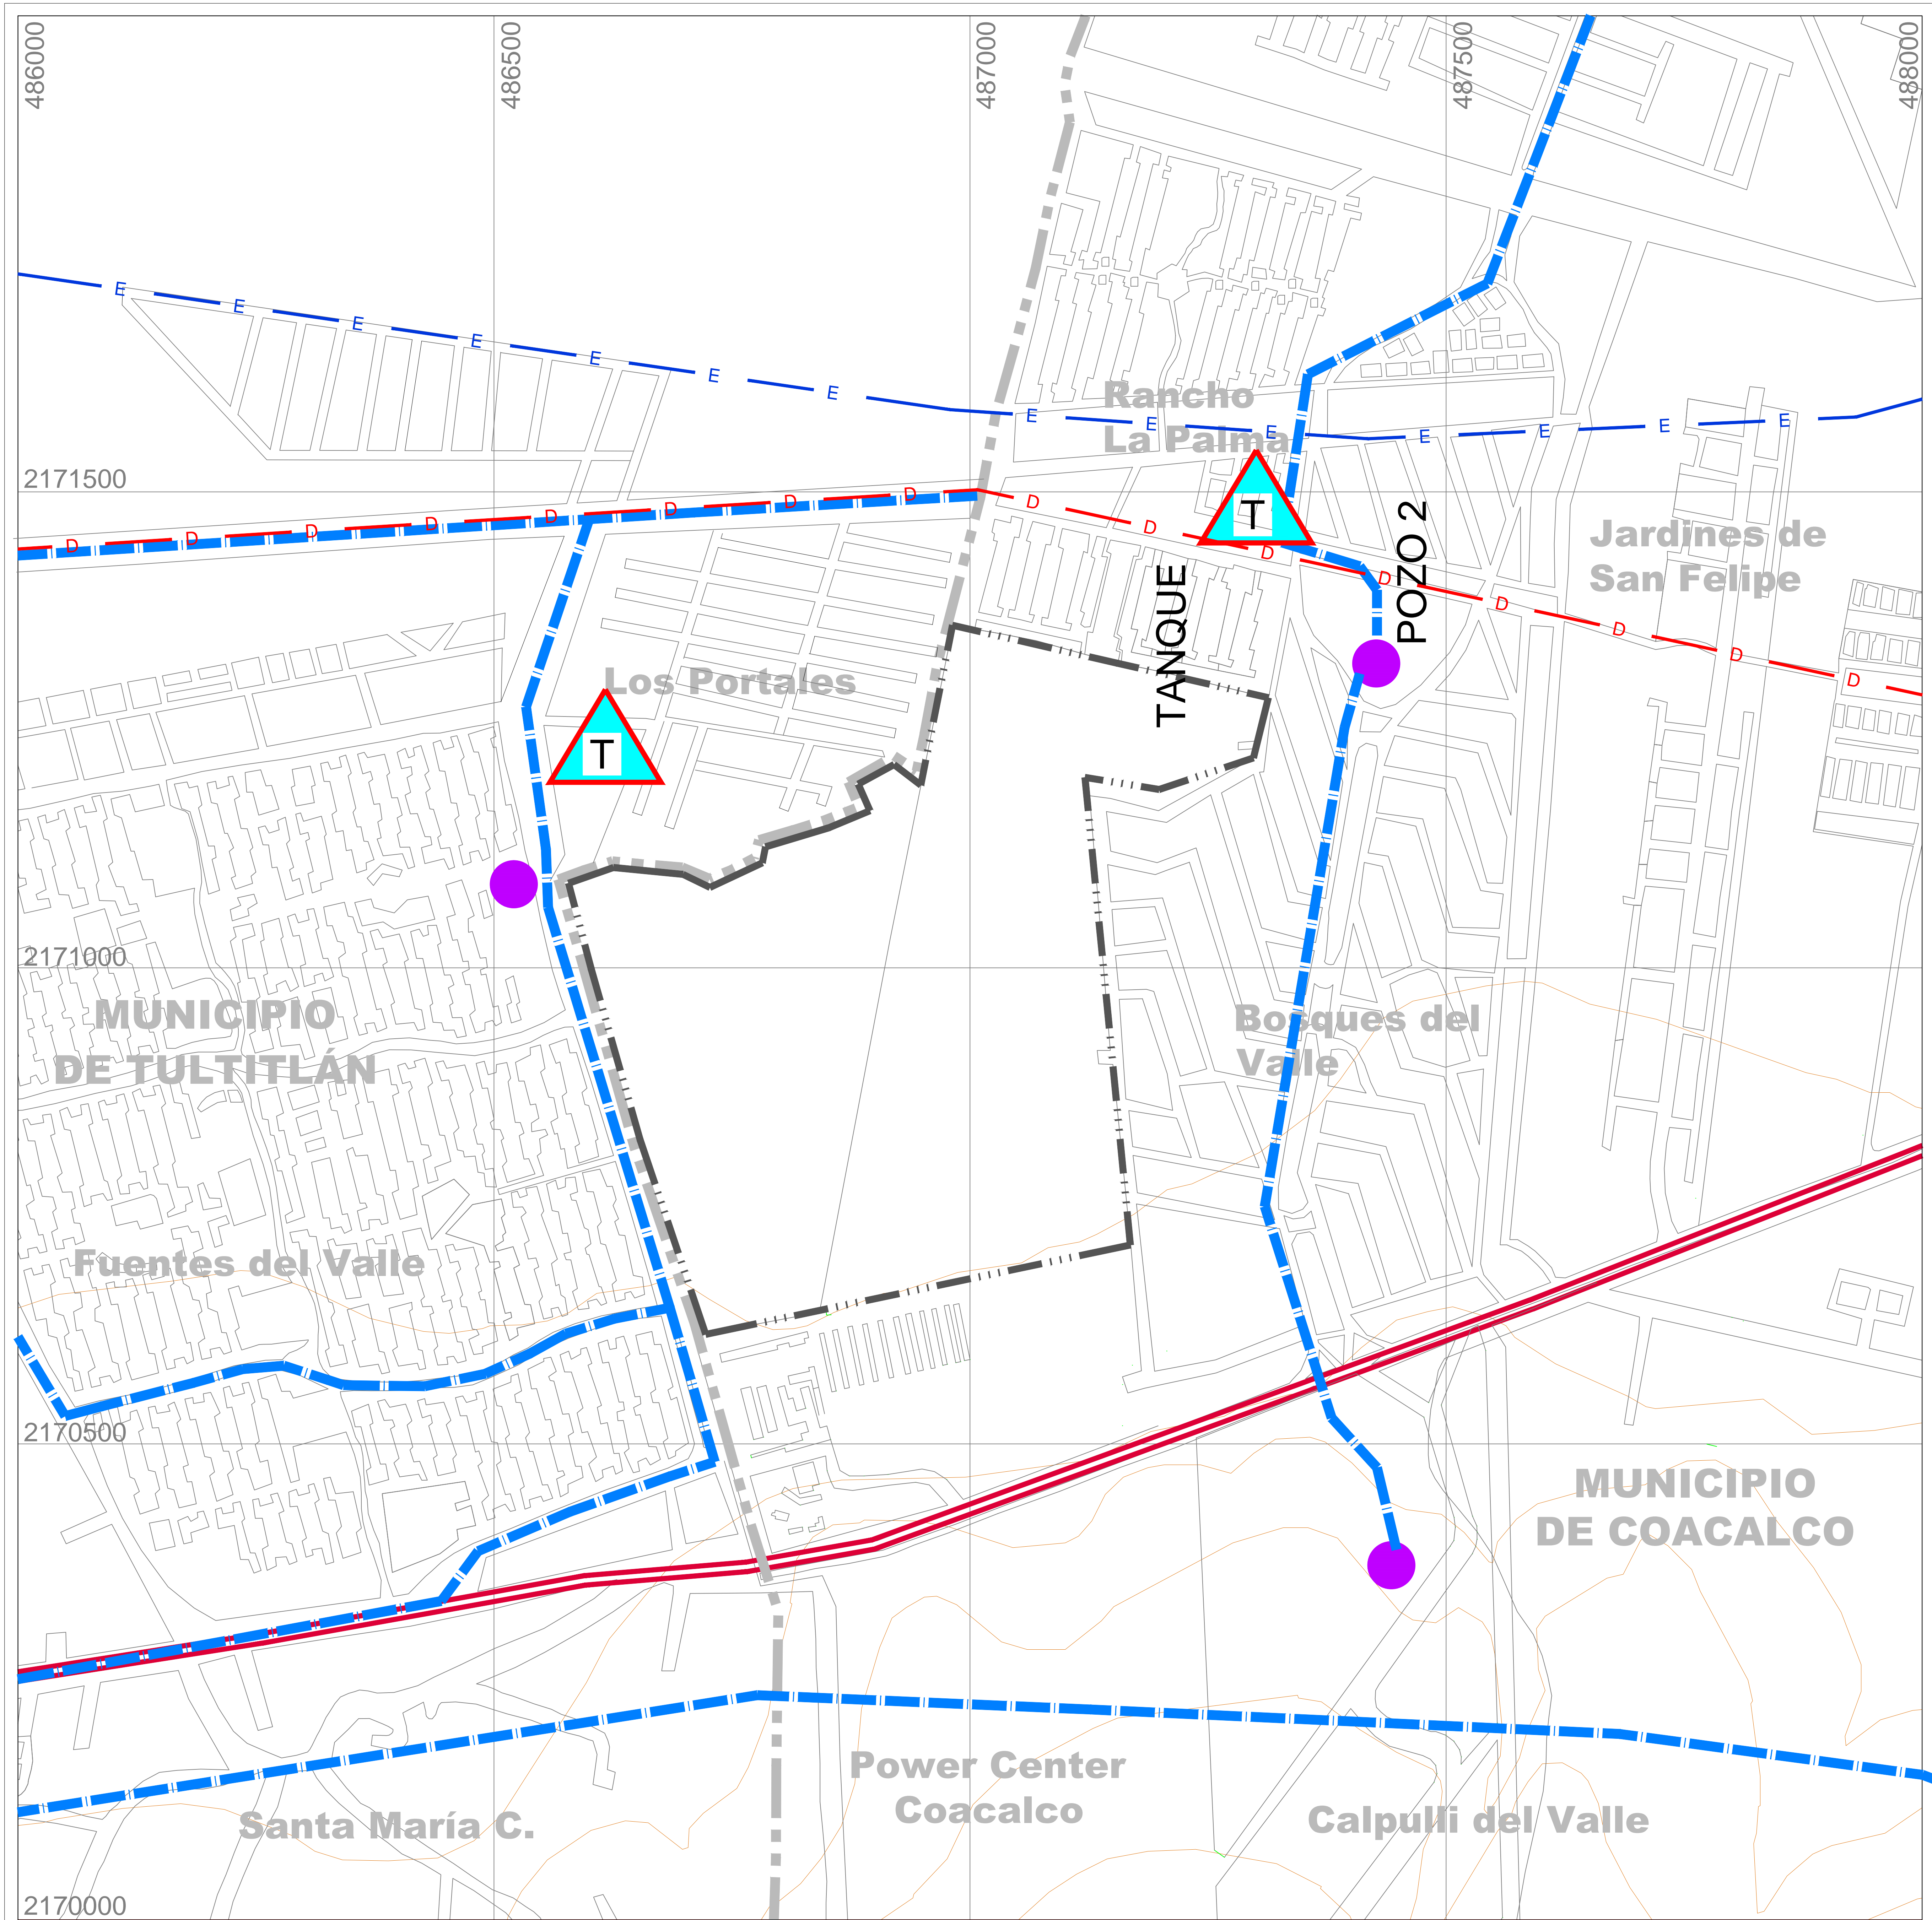 486000
486500
487000
487500
488000
E E E E E E E E E E E E E E E
Rancho
La Palma
2171500
D D D D D D D D D D D D D D D D
T
POZO 2
Jardines de
San Felipe
TANQUE
Los Portales
T
2171000
MUNICIPIO
DE TULTITLÁN
Bosques del
Valle
Fuentes del Valle
2170500
MUNICIPIO
DE COACALCO
Power Center
Coacalco
Santa María C.
Calpulli del Valle
2170000